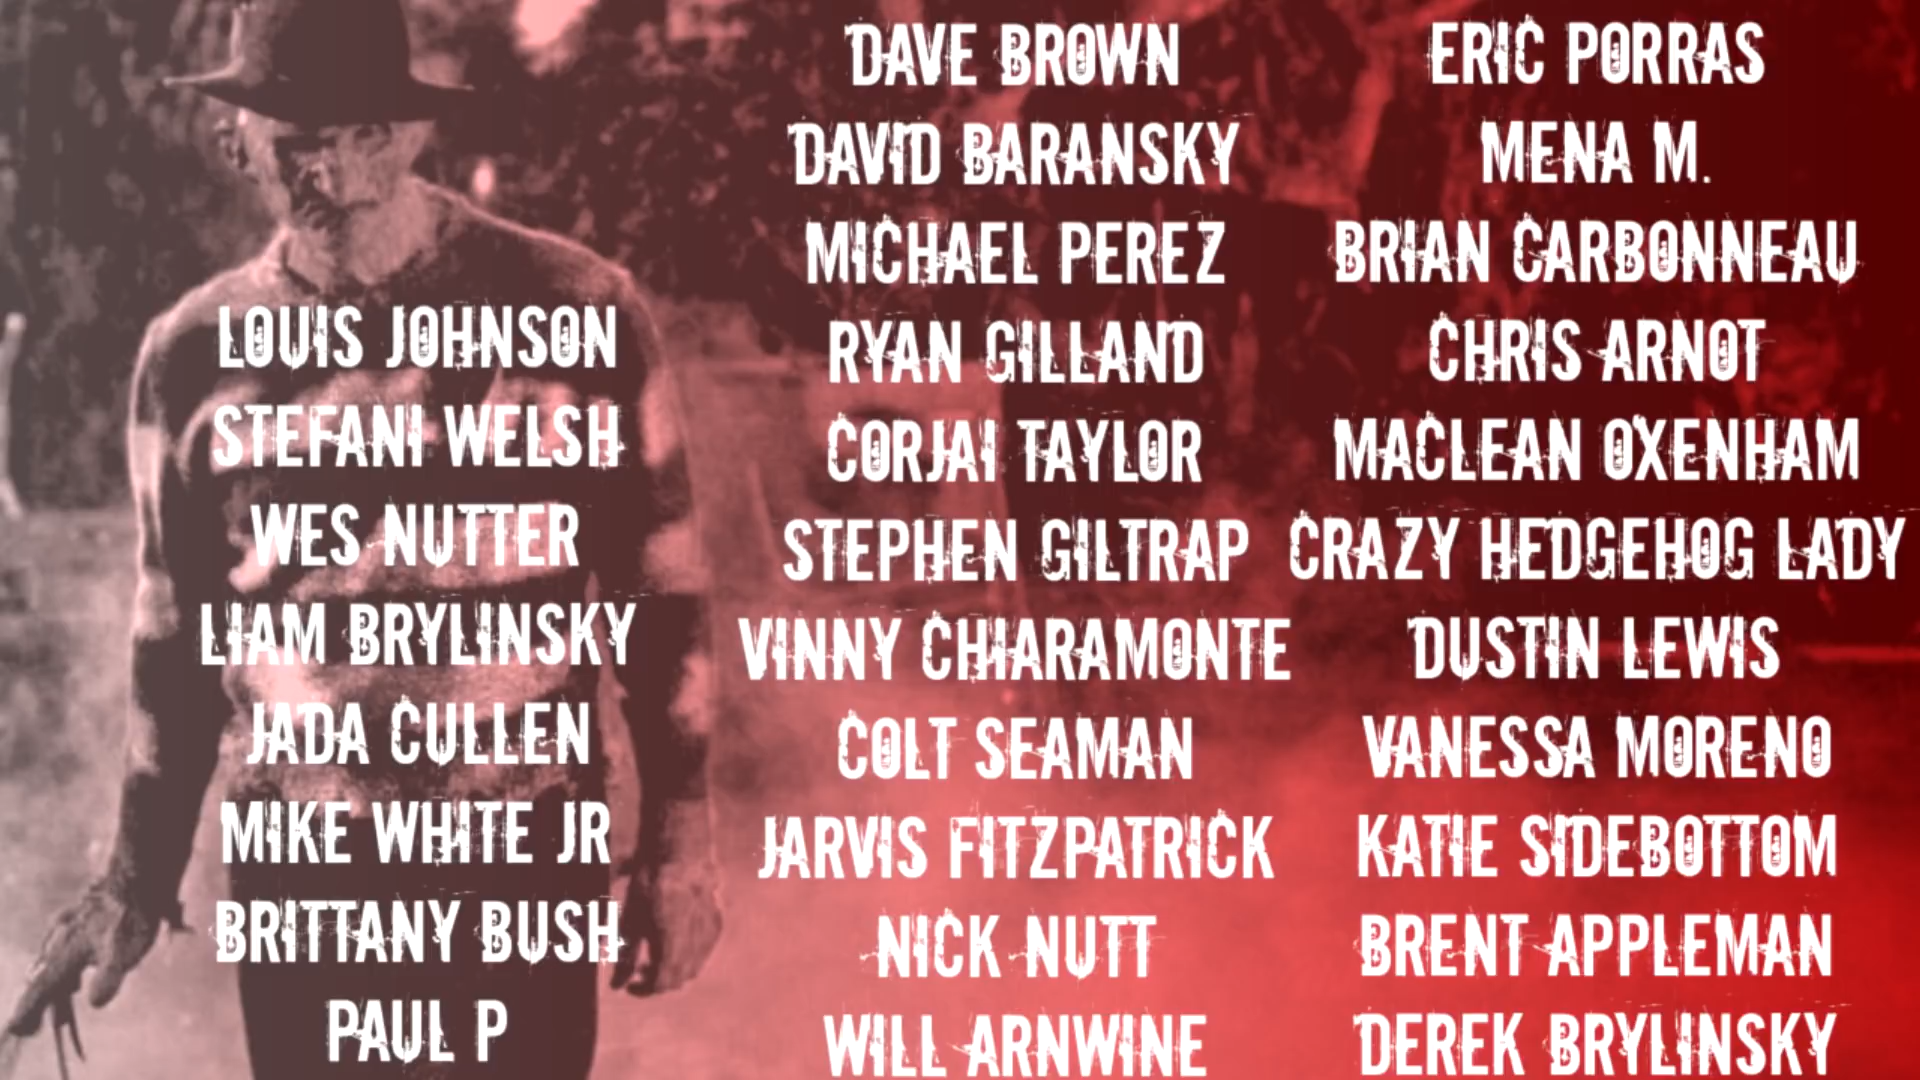 LOUIS JOHNSON
STEFANI WELSH
WES NUTTER
LIAM BRYLINSKY
JADA CULLEN
MIKE WHITE JR
BRITTANY BUSH
PAUL P
DAVE BROWN
DAVID BARANSKY
MICHAEL PEREZ
RYAN GILLAND
CORJAI TAYLOR
STEPHEN GILTRAP
VINNY CHIARAMONTE
COLT SEAMAN
JARVIS FITZPATRICK
NICK NUTT
WILL ARNWINE
ERIC PORRAS
MENA M.
BRIAN CARBONNEAU
CHRIS ARNOT
MACLEAN OXENHAM
CRAZY HEDGEHOG LADY
DUSTIN LEWIS
VANESSA MORENO
KATIE SIDEBOTTOM
BRENT APPLEMAN
DEREK BRYLINSKY